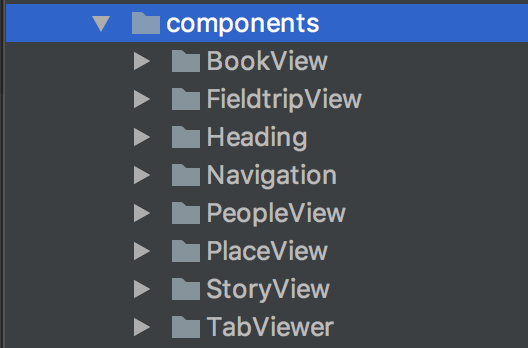 components
BookView
FieldtripView
Heading
Navigation
PeopleView
PlaceView
StoryView
TabViewer